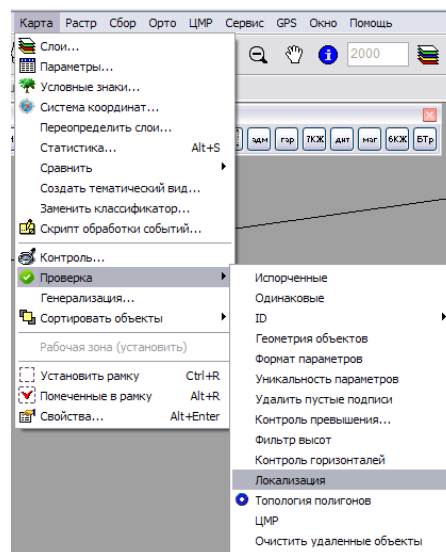 Карта Растр Сбор Орто ЦМР Сервис GPS Окно Помощь
Слои...
2000
Параметры...
Условные знаки...
Система координат...
Переопределить слои...
Статистика... Alt+S
эдм гэр 7КЖ днт маг 6КЖ БТр
Сравнить
Создать тематический вид...
Заменить классификатор...
Скрипт обработки событий...
Контроль...
Проверка
Генерализация...
Сортировать объекты
Рабочая зона (установить)
Установить рамку Ctrl+R
Помеченные в рамку Alt+R
Свойства... Alt+Enter
Испорченные
Одинаковые
ID
Геометрия объектов
Формат параметров
Уникальность параметров
Удалить пустые подписи
Контроль превышения...
Фильтр высот
Контроль горизонталей
Локализация
Топология полигонов
ЦМР
Очистить удаленные объекты